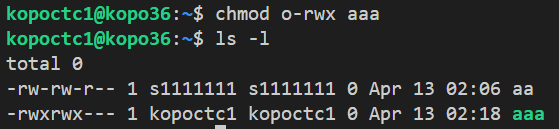 kopoctc1@kopo36:~$ chmod o-rwx aaa
kopoctc1@kopo36:~$ ls -l
total 0
-rw-rw-r-- 1 s1111111 s1111111 0 Apr 13 02:06 aa
-rwxrwx--- 1 kopoctc1 kopoctc1 0 Apr 13 02:18 aaa